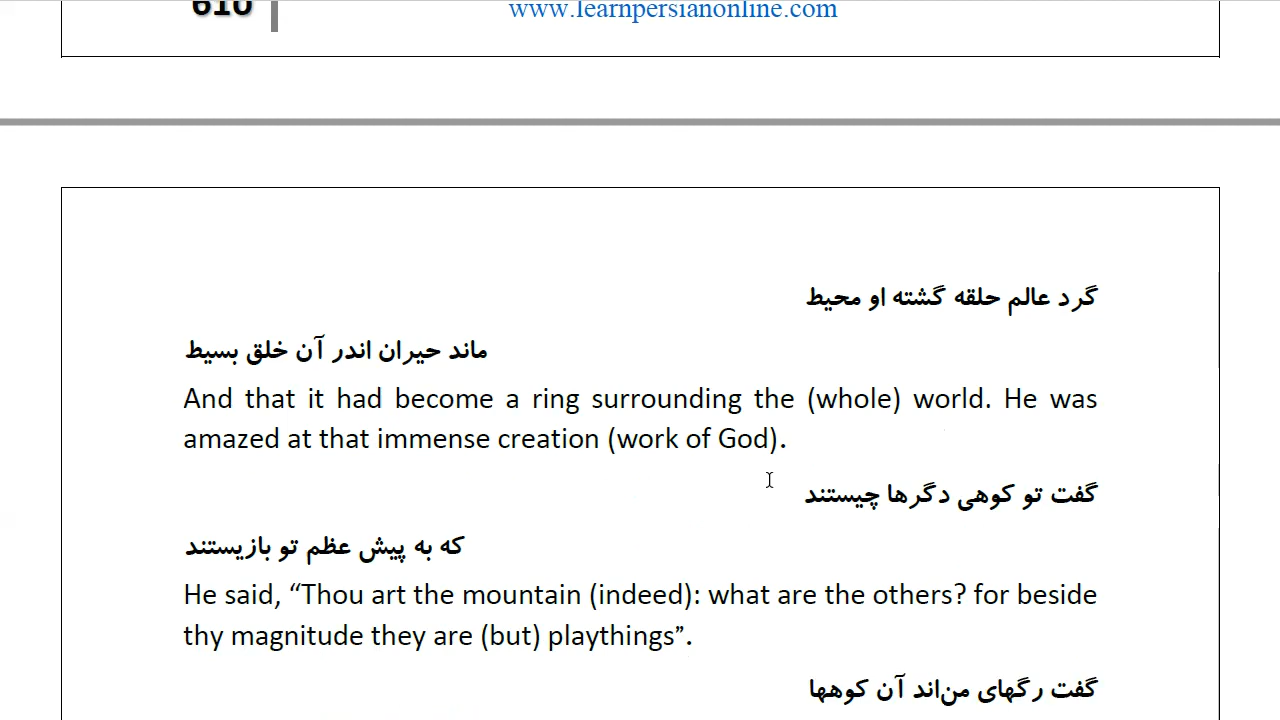 610
www.learnpersianonline.com
گرد عالم حلقه گشته او محیط
ماند حیران اندر آن خلق بسیط
And that it had become a ring surrounding the (whole) world. He was
amazed at that immense creation (work of God).
گفت تو کوهی دگرها چیستند
که به پیش عظم تو بازیستند
He said, “Thou art the mountain (indeed): what are the others? for beside
thy magnitude they are (but) playthings”.
گفت رگهای من‌اند آن کوهها